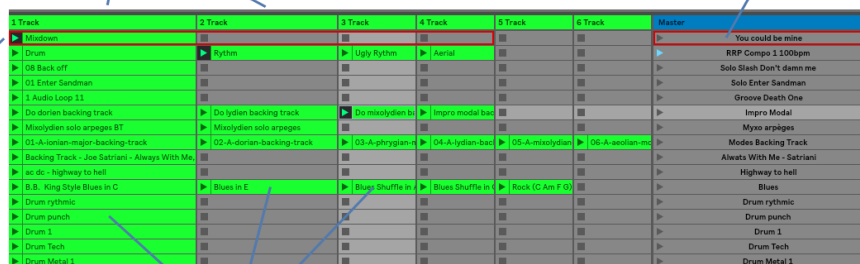 1 Track 2 Track 3 Track 4 Track 5 Track 6 Track Master
Mixdown You could be mine
Drum Rythm Ugly Rythm Aerial RRP Compo 1 100bpm
08 Back off Solo Slash Don't damn me
01 Enter Sandman Solo Enter Sandman
1 Audio Loop 11 Groove Death One
Do dorien backing track Do lydien backing track Do mixolydien ba Impro modal bac Impro Modal
Mixolydien solo arpeges BT Mixolydien solo arpeges Myxo arpèges
01-A-ionian-major-backing-track 02-A-dorian-backing-track 03-A-phrygian-m 04-A-lydian-bac 05-A-mixolydian 06-A-aeolian-mo Modes Backing Track
Backing Track - Joe Satriani - Always With Me, Alwats With Me - Satriani
ac dc - highway to hell Highway to hell
B.B. King Style Blues in C Blues in E Blues Shuffle in Blues Shuffle in Rock (C Am F G) Blues
Drum rythmic Drum rythmic
Drum punch Drum punch
Drum 1 Drum 1
Drum Tech Drum Tech
Drum Metal 1 Drum Metal 1